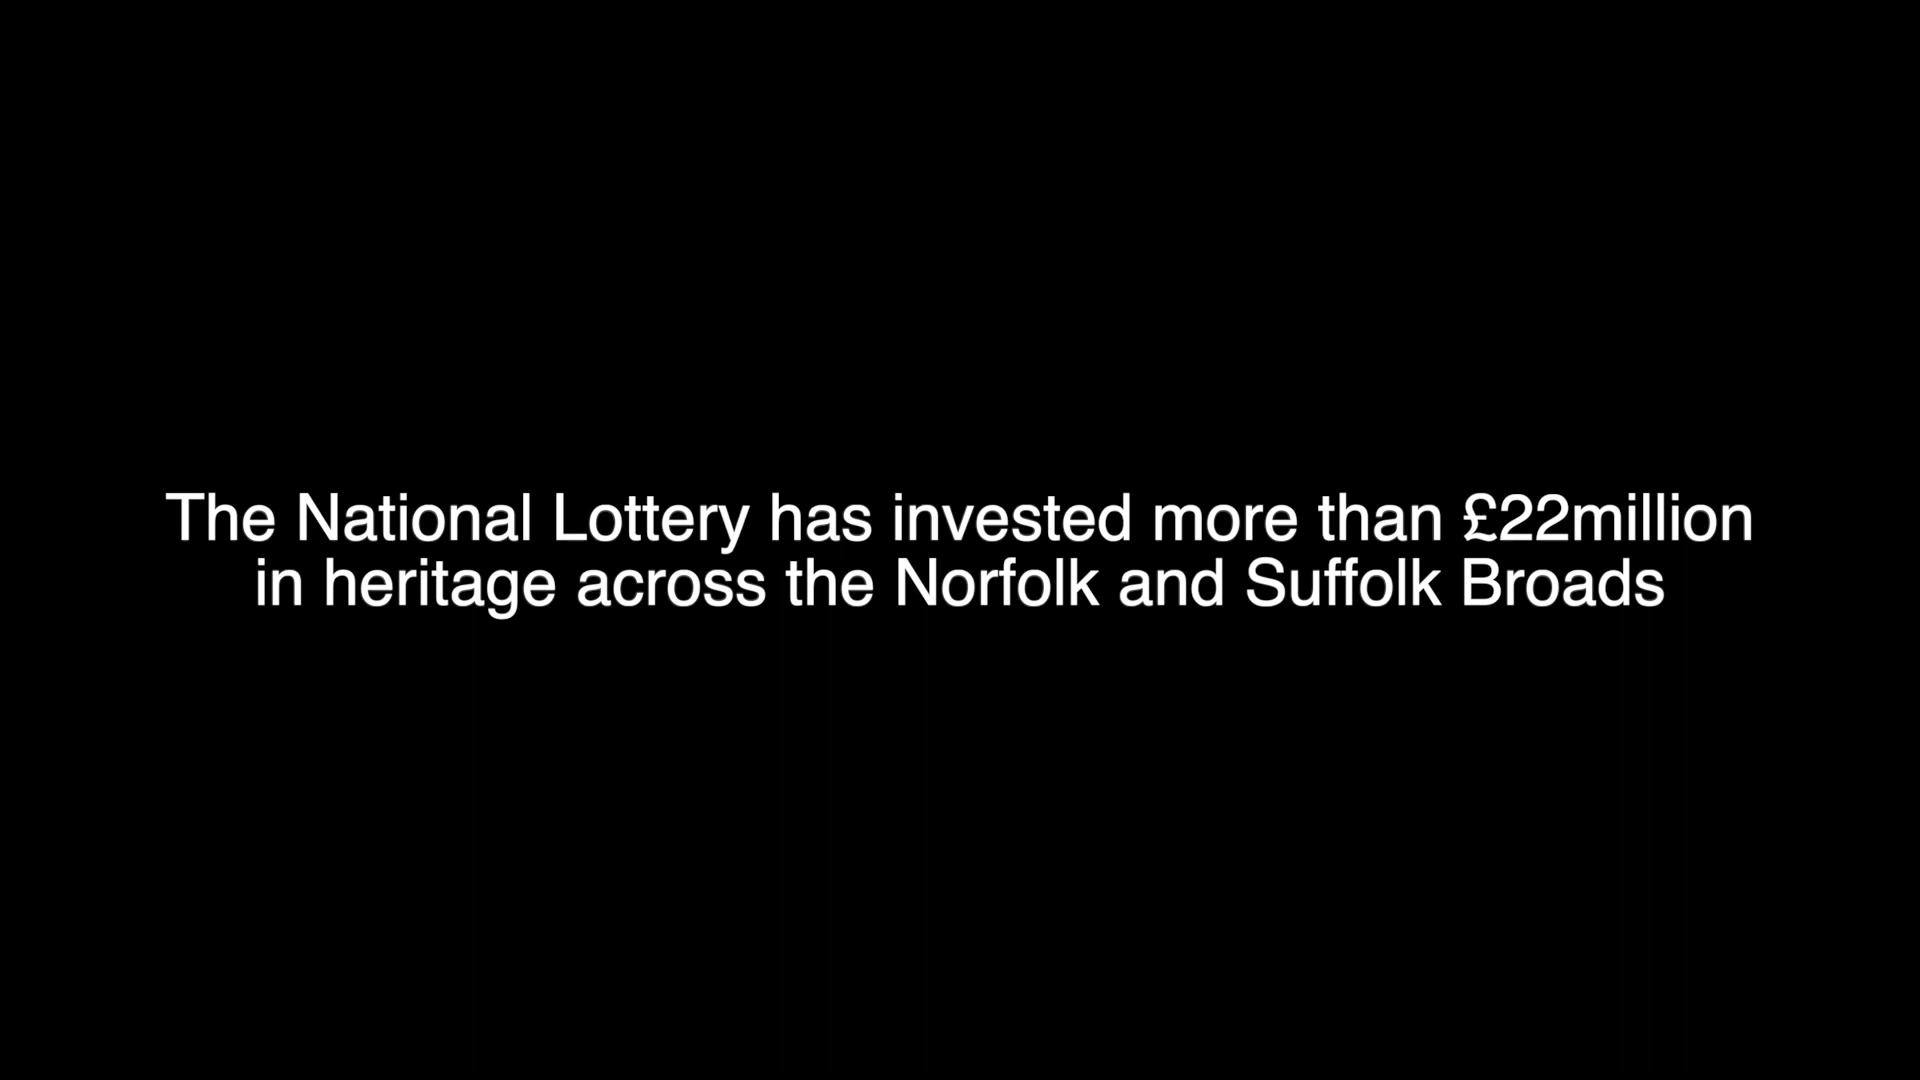 The National Lottery has invested more than £22million
in heritage across the Norfolk and Suffolk Broads